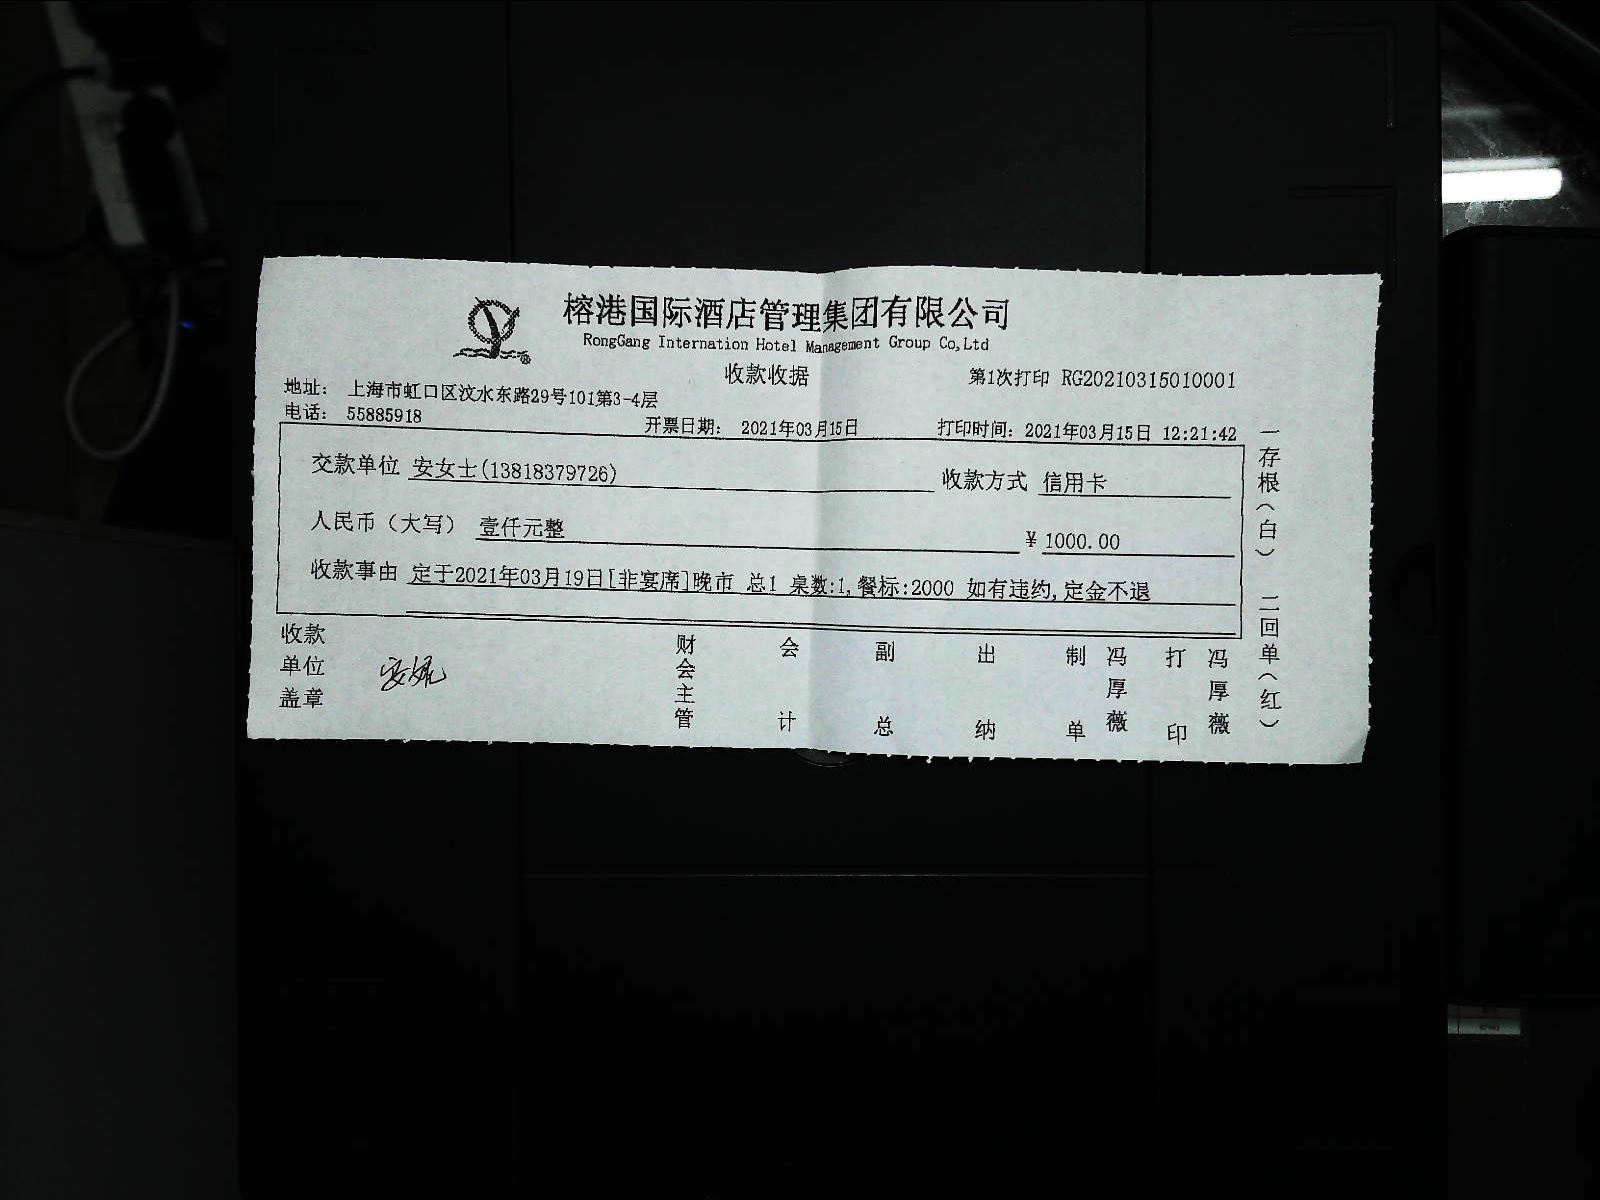 榕港国际酒店管理集团有限公司
RongGang Internation Hotel Management Group Co,Ltd
收款收据
第1次打印 RG20210315010001
地址： 上海市虹口区汶水东路29号101第3-4层
电话： 55885918
开票日期： 2021年03月15日
打印时间：2021年03月15日 12:21:42
交款单位 安女士(13818379726)
收款方式 信用卡
人民币（大写） 壹仟元整
¥ 1000.00
收款事由 定于2021年03月19日[非宴席]晚市 总1 桌数:1,餐标:2000 如有违约,定金不退
收款
单位
盖章
财会主管
会计
副总
出纳
制单 冯厚薇
打印 冯厚薇
一存根（白） 二回单（红）